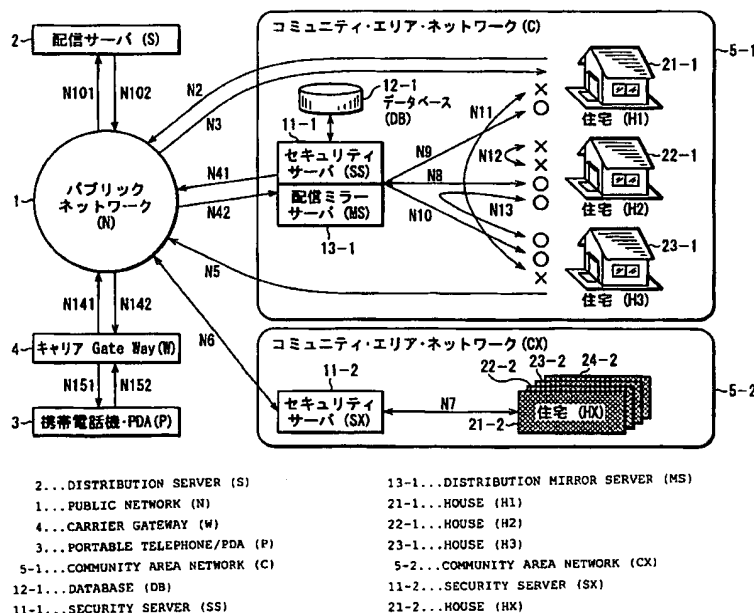 コミュニティ・エリア・ネットワーク(C)
5-1
2
配信サーバ(S)
N101
N102
N2
N3
12-1
データベース
(DB)
11-1
セキュリティ
サーバ(SS)
配信ミラー
サーバ(MS)
13-1
N41
N42
N11
N9
N12
N8
N13
N10
21-1
住宅(H1)
22-1
住宅(H2)
23-1
住宅(H3)
1
パブリック
ネットワーク
(N)
N5
N141
N142
N6
4
キャリア Gate Way(W)
N151
N152
3
携帯電話機・PDA(P)
コミュニティ・エリア・ネットワーク(CX)
5-2
11-2
セキュリティ
サーバ(SX)
N7
24-2
23-2
22-2
21-2
住宅(HX)
2...DISTRIBUTION SERVER (S)
1...PUBLIC NETWORK (N)
4...CARRIER GATEWAY (W)
3...PORTABLE TELEPHONE/PDA (P)
5-1...COMMUNITY AREA NETWORK (C)
12-1...DATABASE (DB)
11-1...SECURITY SERVER (SS)
13-1...DISTRIBUTION MIRROR SERVER (MS)
21-1...HOUSE (H1)
22-1...HOUSE (H2)
23-1...HOUSE (H3)
5-2...COMMUNITY AREA NETWORK (CX)
11-2...SECURITY SERVER (SX)
21-2...HOUSE (HX)